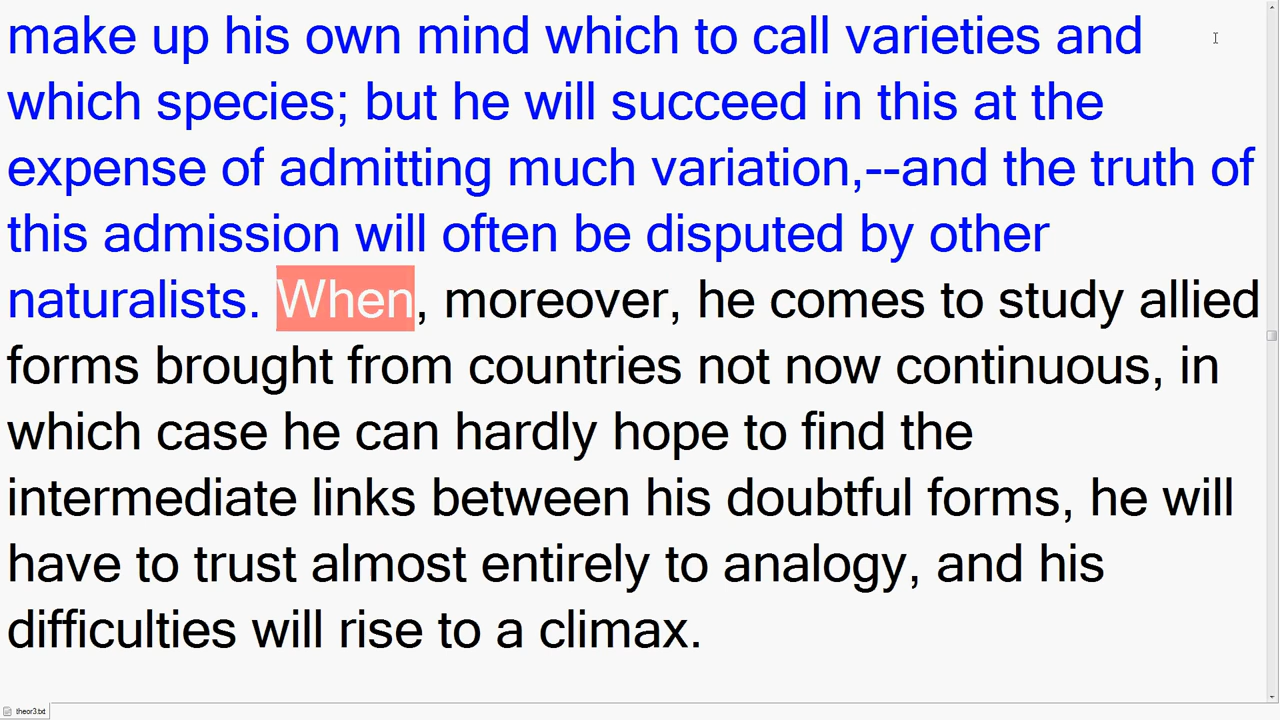 make up his own mind which to call varieties and
which species; but he will succeed in this at the
expense of admitting much variation,--and the truth of
this admission will often be disputed by other
naturalists. When, moreover, he comes to study allied
forms brought from countries not now continuous, in
which case he can hardly hope to find the
intermediate links between his doubtful forms, he will
have to trust almost entirely to analogy, and his
difficulties will rise to a climax.
theor3.txt